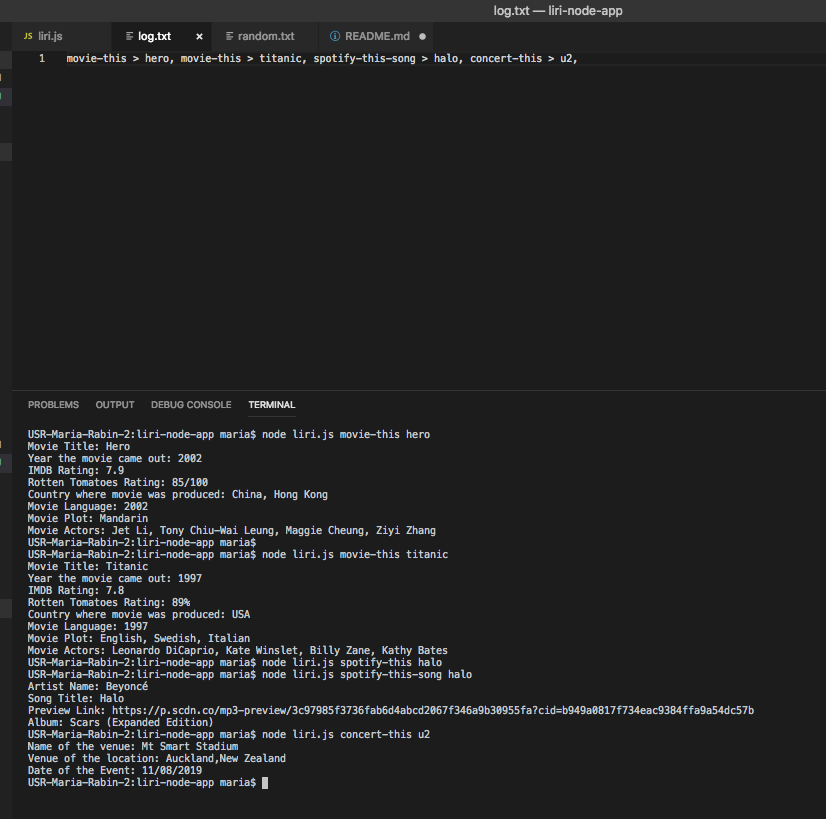 log.txt — liri-node-app
JS liri.js
log.txt ×
random.txt
README.md
1 movie-this > hero, movie-this > titanic, spotify-this-song > halo, concert-this > u2,
PROBLEMS OUTPUT DEBUG CONSOLE TERMINAL
USR-Maria-Rabin-2:liri-node-app maria$ node liri.js movie-this hero
Movie Title: Hero
Year the movie came out: 2002
IMDB Rating: 7.9
Rotten Tomatoes Rating: 85/100
Country where movie was produced: China, Hong Kong
Movie Language: 2002
Movie Plot: Mandarin
Movie Actors: Jet Li, Tony Chiu-Wai Leung, Maggie Cheung, Ziyi Zhang
USR-Maria-Rabin-2:liri-node-app maria$
USR-Maria-Rabin-2:liri-node-app maria$ node liri.js movie-this titanic
Movie Title: Titanic
Year the movie came out: 1997
IMDB Rating: 7.8
Rotten Tomatoes Rating: 89%
Country where movie was produced: USA
Movie Language: 1997
Movie Plot: English, Swedish, Italian
Movie Actors: Leonardo DiCaprio, Kate Winslet, Billy Zane, Kathy Bates
USR-Maria-Rabin-2:liri-node-app maria$ node liri.js spotify-this halo
USR-Maria-Rabin-2:liri-node-app maria$ node liri.js spotify-this-song halo
Artist Name: Beyoncé
Song Title: Halo
Preview Link: https://p.scdn.co/mp3-preview/3c97985f3736fab6d4abcd2067f346a9b30955fa?cid=b949a0817f734eac9384ffa9a54dc57b
Album: Scars (Expanded Edition)
USR-Maria-Rabin-2:liri-node-app maria$ node liri.js concert-this u2
Name of the venue: Mt Smart Stadium
Venue of the location: Auckland,New Zealand
Date of the Event: 11/08/2019
USR-Maria-Rabin-2:liri-node-app maria$